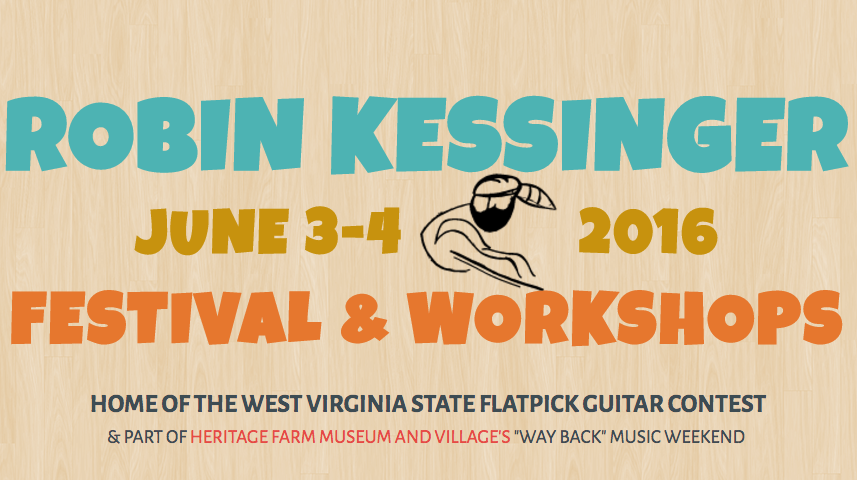 ROBIN KESSINGER
JUNE 3-4 2016
FESTIVAL & WORKSHOPS
HOME OF THE WEST VIRGINIA STATE FLATPICK GUITAR CONTEST
& PART OF HERITAGE FARM MUSEUM AND VILLAGE'S "WAY BACK" MUSIC WEEKEND